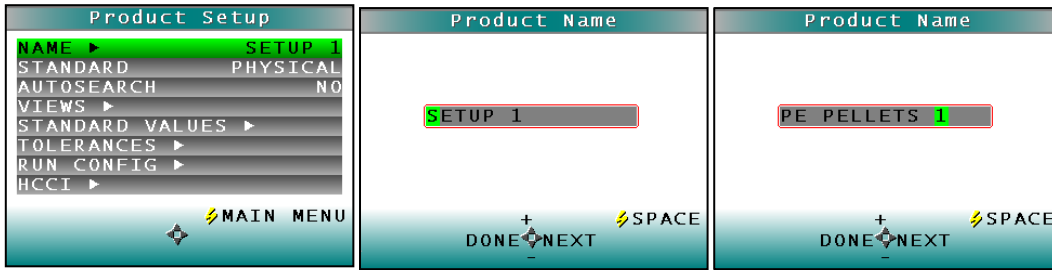 Product Setup
NAME ► SETUP 1
STANDARD PHYSICAL
AUTOSEARCH NO
VIEWS ►
STANDARD VALUES ►
TOLERANCES ►
RUN CONFIG ►
HCCI ►
⚡MAIN MENU
Product Name
SETUP 1
+ ⚡SPACE
DONE NEXT
-
Product Name
PE PELLETS 1
+ ⚡SPACE
DONE NEXT
-